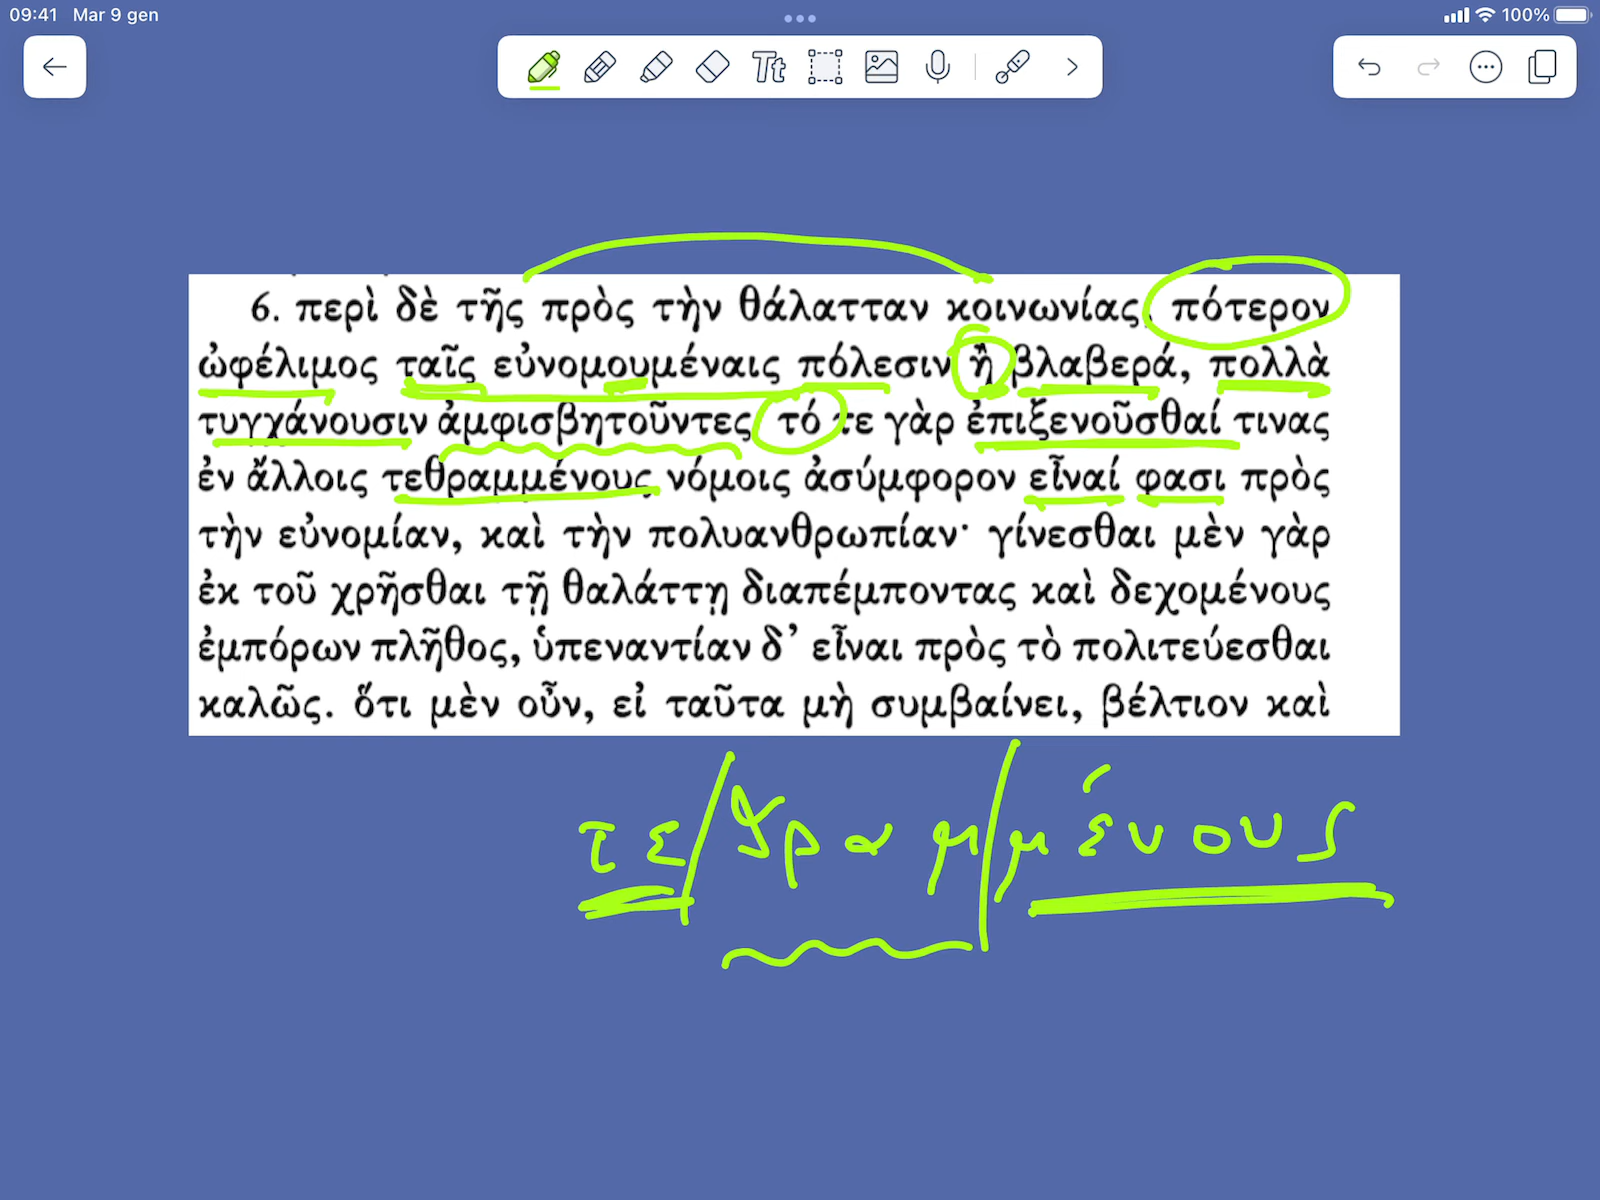 09:41 Mar 9 gen
100%
Tt
6. περὶ δὲ τῆς πρὸς τὴν θάλατταν κοινωνίας, πότερον
ὠφέλιμος ταῖς εὐνομουμέναις πόλεσιν ἢ βλαβερά, πολλὰ
τυγχάνουσιν ἀμφισβητοῦντες τό τε γὰρ ἐπιξενοῦσθαί τινας
ἐν ἄλλοις τεθραμμένους νόμοις ἀσύμφορον εἶναί φασι πρὸς
τὴν εὐνομίαν, καὶ τὴν πολυανθρωπίαν· γίνεσθαι μὲν γὰρ
ἐκ τοῦ χρῆσθαι τῇ θαλάττῃ διαπέμποντας καὶ δεχομένους
ἐμπόρων πλῆθος, ὑπεναντίαν δ’ εἶναι πρὸς τὸ πολιτεύεσθαι
καλῶς. ὅτι μὲν οὖν, εἰ ταῦτα μὴ συμβαίνει, βέλτιον καὶ
τε/θραμ/μένους